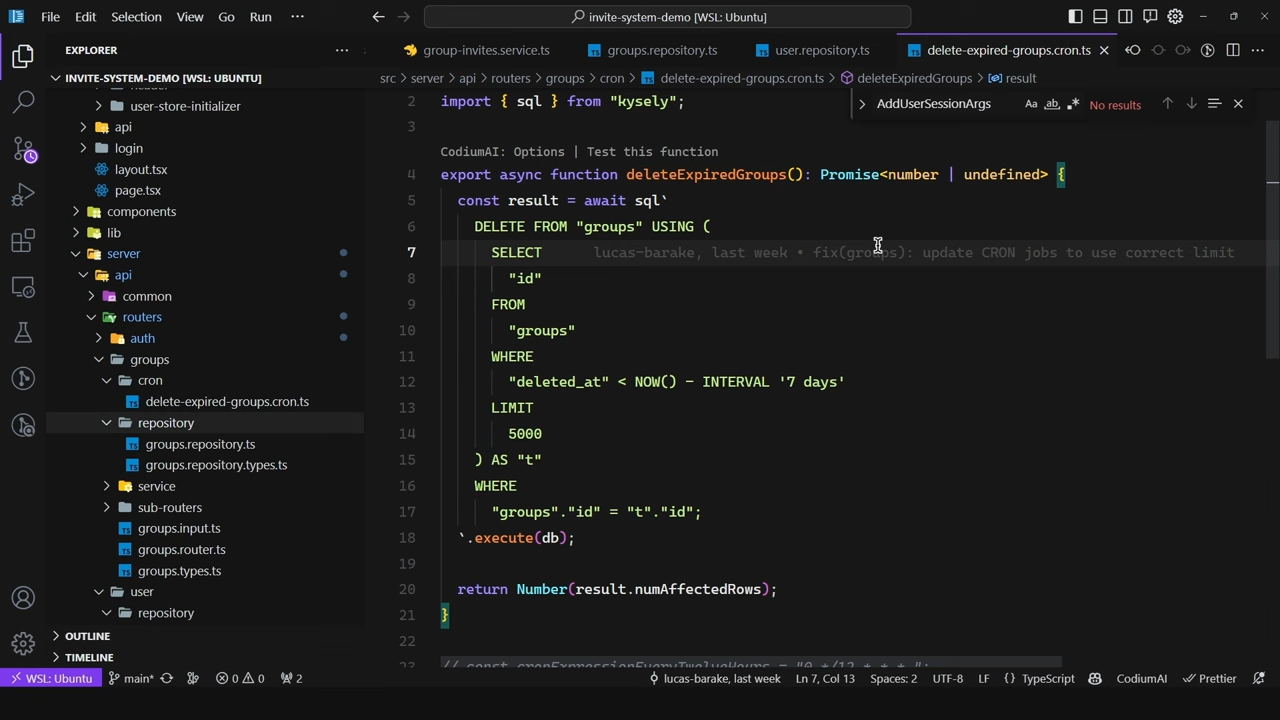 File Edit Selection View Go Run ··· invite-system-demo [WSL: Ubuntu]
EXPLORER ···
group-invites.service.ts groups.repository.ts user.repository.ts delete-expired-groups.cron.ts ···
INVITE-SYSTEM-DEMO [WSL: UBUNTU]
src > server > api > routers > groups > cron > delete-expired-groups.cron.ts > deleteExpiredGroups > result
AddUserSessionArgs Aa ab .* No results
user-store-initializer
api
login
layout.tsx
page.tsx
components
lib
server
api
common
routers
auth
groups
cron
delete-expired-groups.cron.ts
repository
groups.repository.ts
groups.repository.types.ts
service
sub-routers
groups.input.ts
groups.router.ts
groups.types.ts
user
repository
OUTLINE
TIMELINE
2 import { sql } from "kysely";
3
CodiumAI: Options | Test this function
4 export async function deleteExpiredGroups(): Promise<number | undefined> {
5 const result = await sql`
6 DELETE FROM "groups" USING (
7 SELECT lucas-barake, last week • fix(groups): update CRON jobs to use correct limit
8 "id"
9 FROM
10 "groups"
11 WHERE
12 "deleted_at" < NOW() - INTERVAL '7 days'
13 LIMIT
14 5000
15 ) AS "t"
16 WHERE
17 "groups"."id" = "t"."id";
18 `.execute(db);
19
20 return Number(result.numAffectedRows);
21 }
22
23 // const cronExpressionEveryTwelveHours = "0 */12 * * * ";
WSL: Ubuntu main* 0 0 2 lucas-barake, last week Ln 7, Col 13 Spaces: 2 UTF-8 LF {} TypeScript CodiumAI Prettier